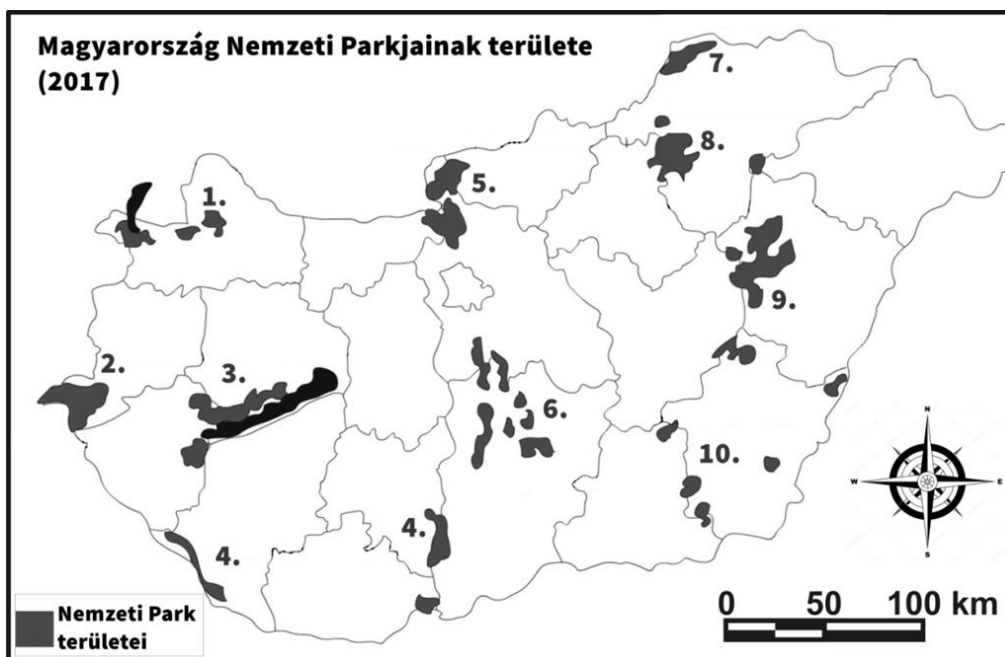 Magyarország Nemzeti Parkjainak területe
(2017)
7.
8.
5.
1.
9.
2.
3.
6.
10.
4.
4.
N
W
E
S
Nemzeti Park
területei
0 50 100 km